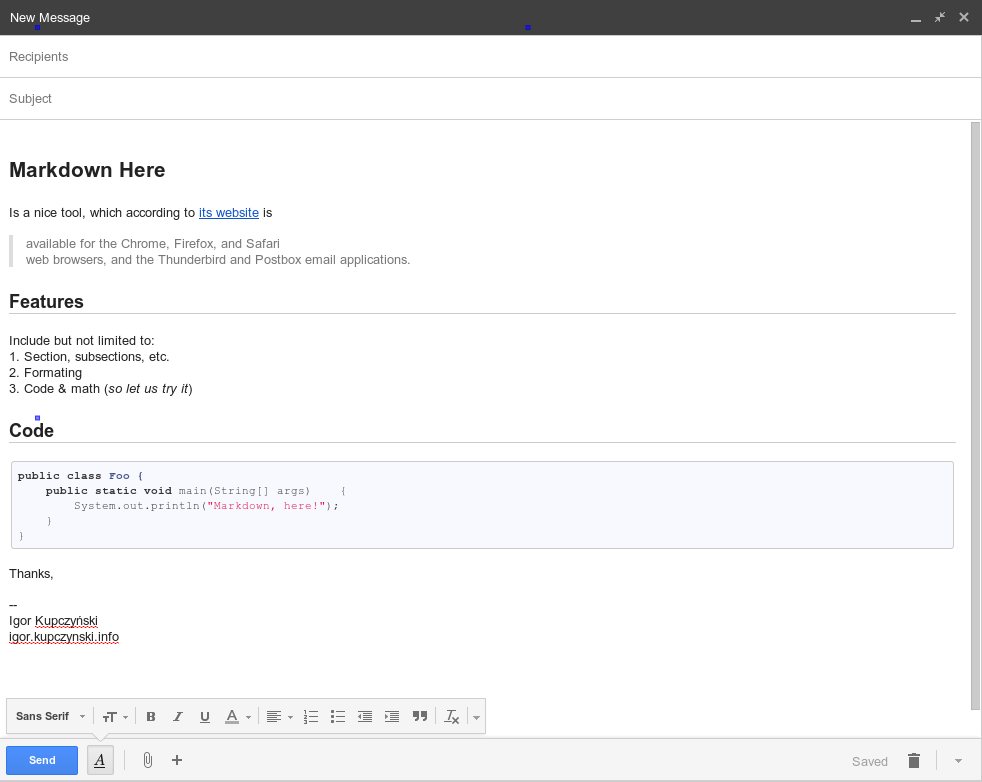 New Message
Recipients
Subject
Markdown Here
Is a nice tool, which according to its website is
available for the Chrome, Firefox, and Safari
web browsers, and the Thunderbird and Postbox email applications.
Features
Include but not limited to:
1. Section, subsections, etc.
2. Formating
3. Code & math (so let us try it)
Code
public class Foo {
    public static void main(String[] args)    {
        System.out.println("Markdown, here!");
    }
}
Thanks,
--
Igor Kupczyński
igor.kupczynski.info
Sans Serif
Send
Saved